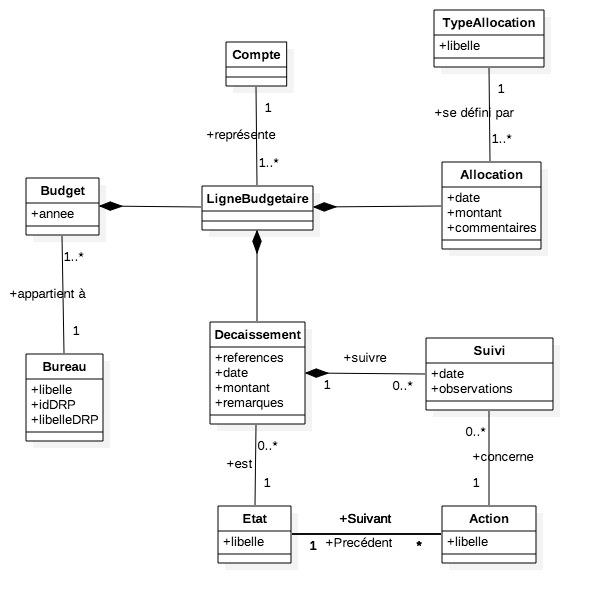 TypeAllocation
+libelle
Compte
1
1
+se défini par
+représente
1..*
1..*
Allocation
+date
+montant
+commentaires
Budget
+annee
LigneBudgetaire
1..*
+appartient à
1
Decaissement
+references
+date
+montant
+remarques
+suivre
1
0..*
Suivi
+date
+observations
Bureau
+libelle
+idDRP
+libelleDRP
0..*
+est
1
0..*
+concerne
1
Etat
+libelle
+Suivant
1
+Precédent
*
Action
+libelle